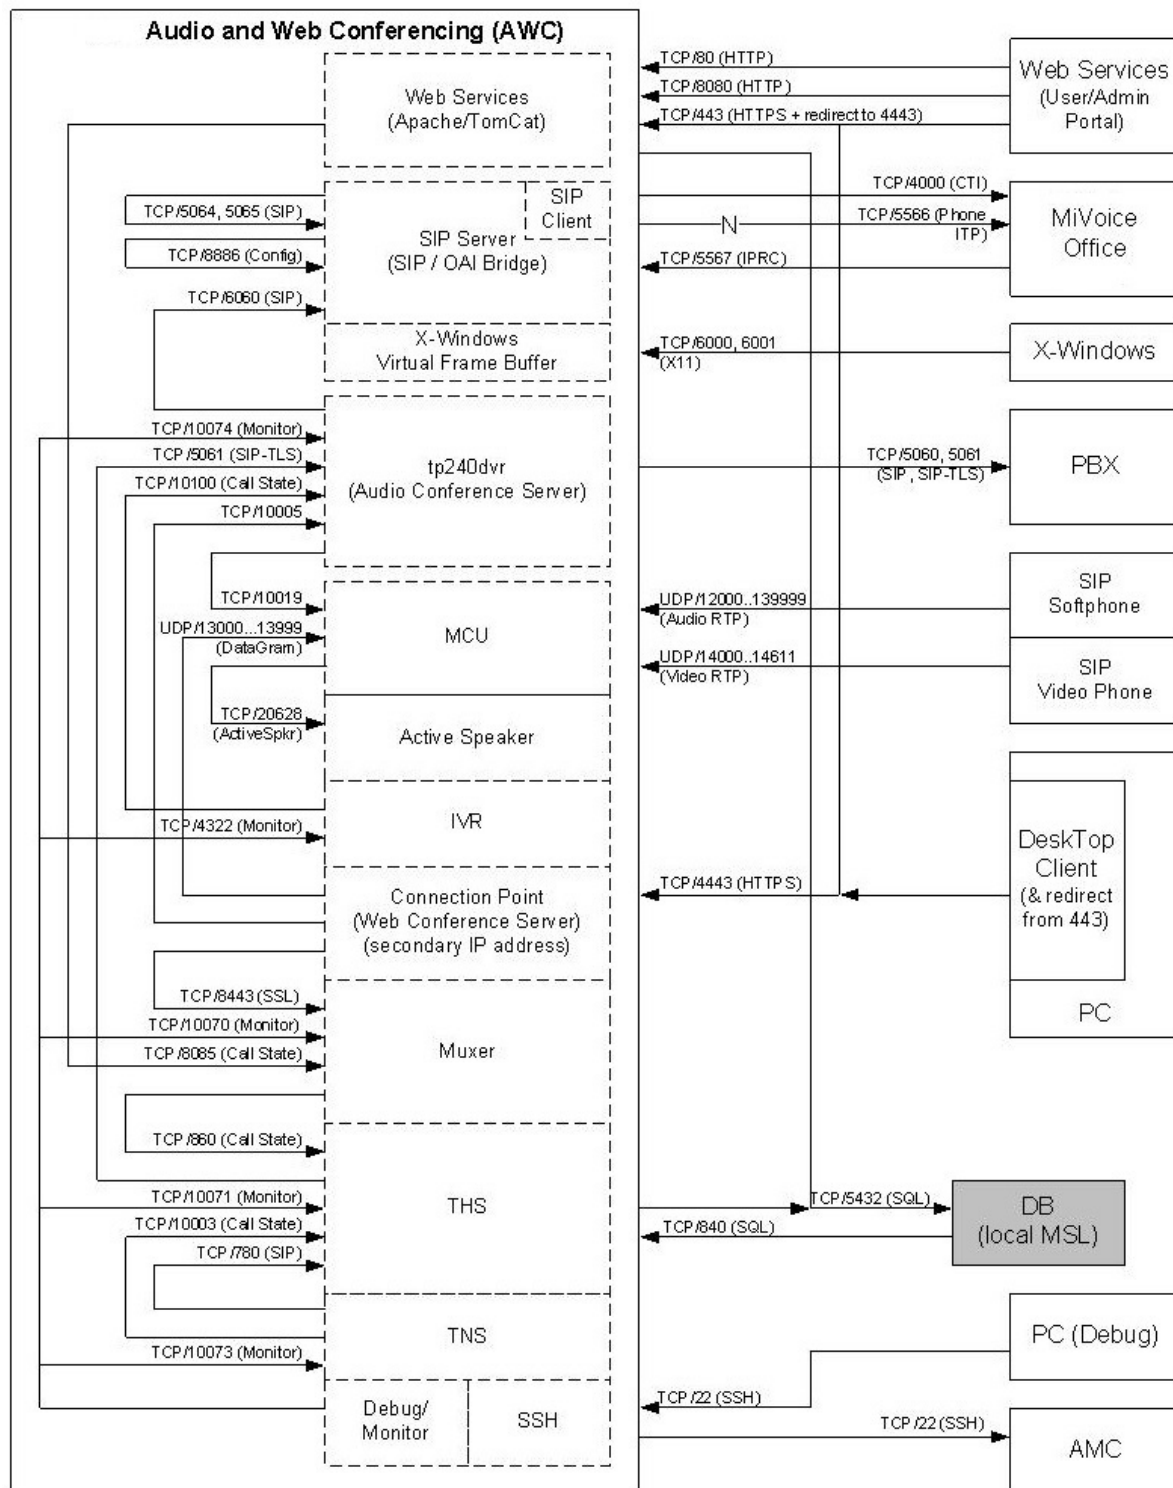 Audio and Web Conferencing (AWC)
Web Services
(Apache/TomCat)
TCP/80 (HTTP)
TCP/8080 (HTTP)
TCP/443 (HTTPS + redirect to 4443)
Web Services
(User/Admin
Portal)
TCP/5064, 5065 (SIP)
TCP/8886 (Config)
TCP/6060 (SIP)
SIP
Client
SIP Server
(SIP / OAI Bridge)
TCP/4000 (CTI)
N
TCP/5566 (Phone
ITP)
TCP/5567 (IPRC)
MiVoice
Office
X-Windows
Virtual Frame Buffer
TCP/6000, 6001
(X11)
X-Windows
TCP/10074 (Monitor)
TCP/5061 (SIP-TLS)
TCP/10100 (Call State)
TCP/10005
tp240dvr
(Audio Conference Server)
TCP/5060, 5061
(SIP, SIP-TLS)
PBX
TCP/10019
UDP/13000...13999
(DataGram)
MCU
UDP/12000..139999
(Audio RTP)
SIP
Softphone
UDP/14000..14611
(Video RTP)
SIP
Video Phone
TCP/20628
(ActiveSpkr)
Active Speaker
TCP/4322 (Monitor)
IVR
Connection Point
(Web Conference Server)
(secondary IP address)
TCP/4443 (HTTPS)
DeskTop
Client
(& redirect
from 443)
PC
TCP/8443 (SSL)
TCP/10070 (Monitor)
TCP/8085 (Call State)
Muxer
TCP/860 (Call State)
TCP/10071 (Monitor)
TCP/10003 (Call State)
TCP/780 (SIP)
THS
TCP/5432 (SQL)
TCP/840 (SQL)
DB
(local MSL)
TNS
TCP/10073 (Monitor)
PC (Debug)
Debug/
Monitor
SSH
TCP/22 (SSH)
TCP/22 (SSH)
AMC